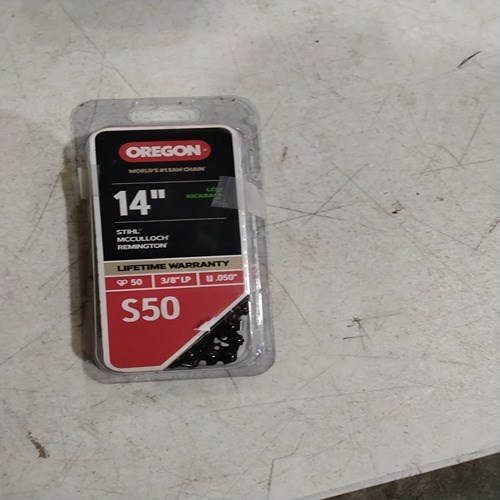 OREGON
WORLD'S #1 SAW CHAIN
14"
LOW
KICKBACK
STIHL
MCCULLOCH
REMINGTON
LIFETIME WARRANTY
50 3/8" LP .050"
S50